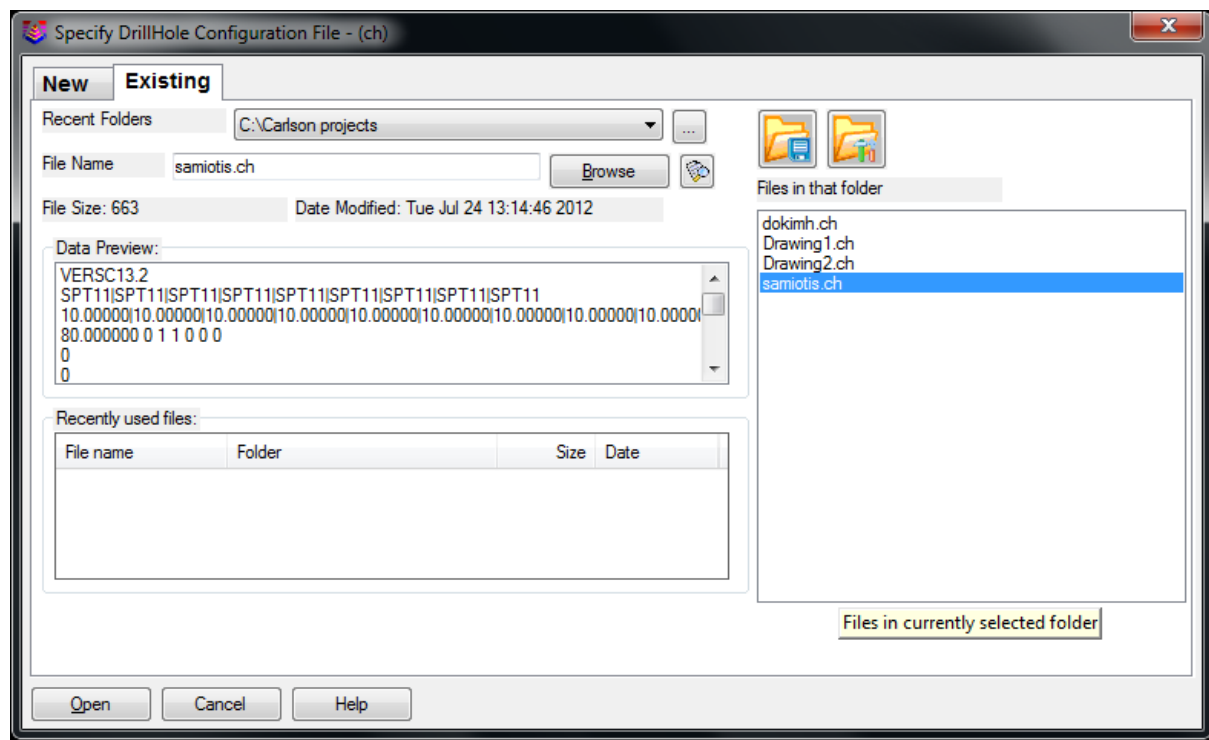 Specify DrillHole Configuration File - (ch)
New Existing
Recent Folders C:\Carlson projects ...
File Name samiotis.ch Browse
File Size: 663 Date Modified: Tue Jul 24 13:14:46 2012
Data Preview:
VERSC13.2
SPT11|SPT11|SPT11|SPT11|SPT11|SPT11|SPT11|SPT11|SPT11
10.00000|10.00000|10.00000|10.00000|10.00000|10.00000|10.00000|10.00000|10.0000
80.000000 0 1 1 0 0 0
0
0
Recently used files:
File name Folder Size Date
Files in that folder
dokimh.ch
Drawing1.ch
Drawing2.ch
samiotis.ch
Files in currently selected folder
Open Cancel Help